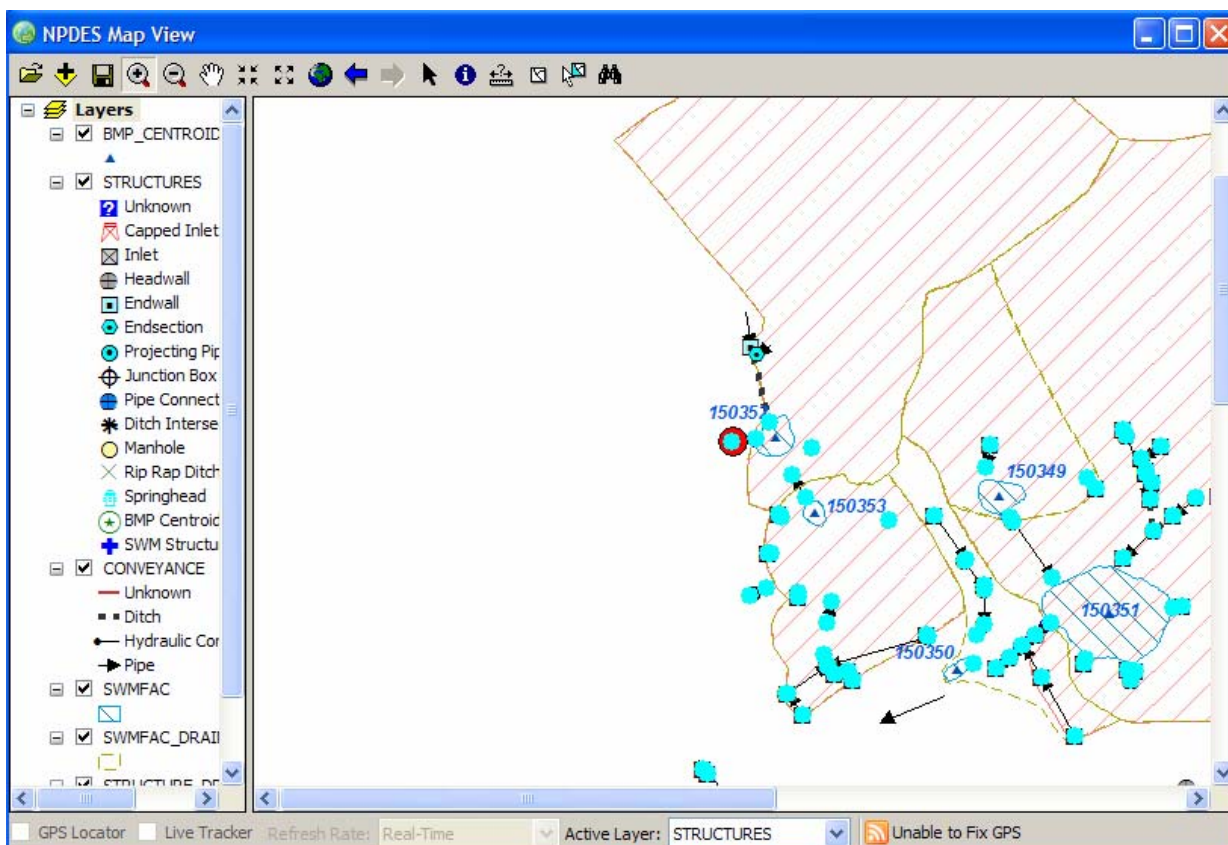 NPDES Map View
Layers
BMP_CENTROID
STRUCTURES
Unknown
Capped Inlet
Inlet
Headwall
Endwall
Endsection
Projecting Pip
Junction Box
Pipe Connect
Ditch Interse
Manhole
Rip Rap Ditch
Springhead
BMP Centroid
SWM Structu
CONVEYANCE
Unknown
Ditch
Hydraulic Cor
Pipe
SWMFAC
SWMFAC_DRAI
150352
150349
150353
150351
150350
GPS Locator Live Tracker Refresh Rate: Real-Time Active Layer: STRUCTURES Unable to Fix GPS